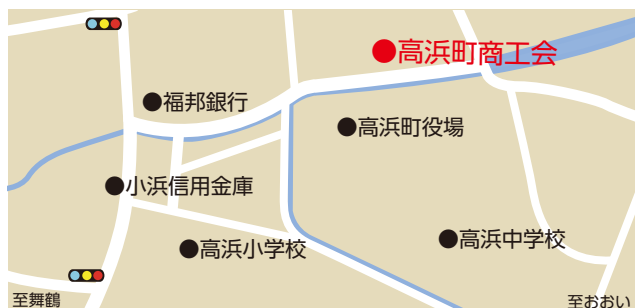 ●高浜町商工会
●福邦銀行
●高浜町役場
●小浜信用金庫
●高浜小学校
●高浜中学校
至舞鶴
至おおい